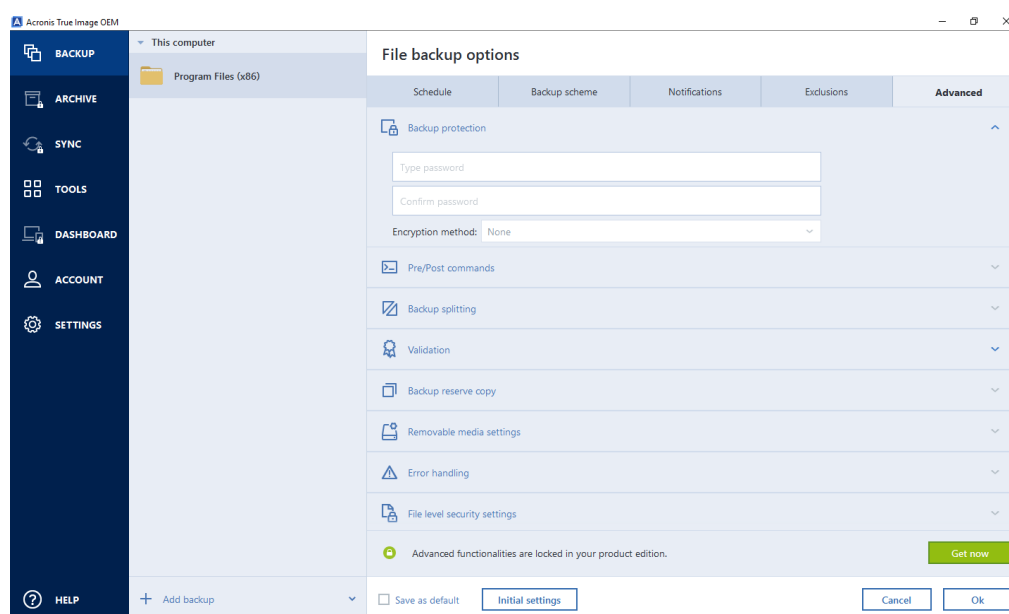 Acronis True Image OEM
BACKUP
ARCHIVE
SYNC
TOOLS
DASHBOARD
ACCOUNT
SETTINGS
HELP
This computer
Program Files (x86)
Add backup
File backup options
Schedule Backup scheme Notifications Exclusions Advanced
Backup protection
Type password
Confirm password
Encryption method: None
Pre/Post commands
Backup splitting
Validation
Backup reserve copy
Removable media settings
Error handling
File level security settings
Advanced functionalities are locked in your product edition. Get now
Save as default Initial settings Cancel Ok